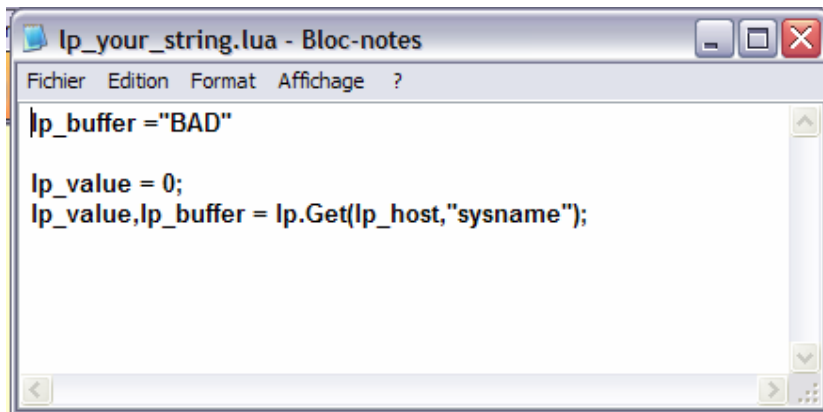 lp_your_string.lua - Bloc-notes
Fichier Edition Format Affichage ?
lp_buffer ="BAD"
lp_value = 0;
lp_value,lp_buffer = lp.Get(lp_host,"sysname");